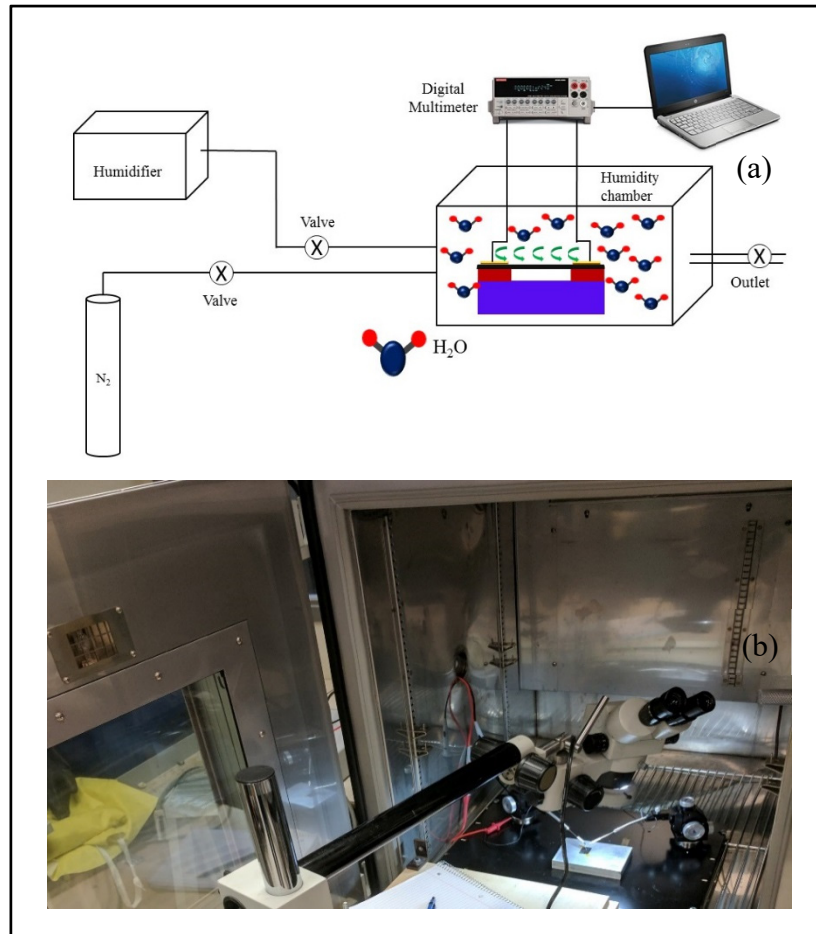 Digital
Multimeter
(a)
Humidifier
Humidity
chamber
Valve
Valve
Outlet
H₂O
N₂
(b)